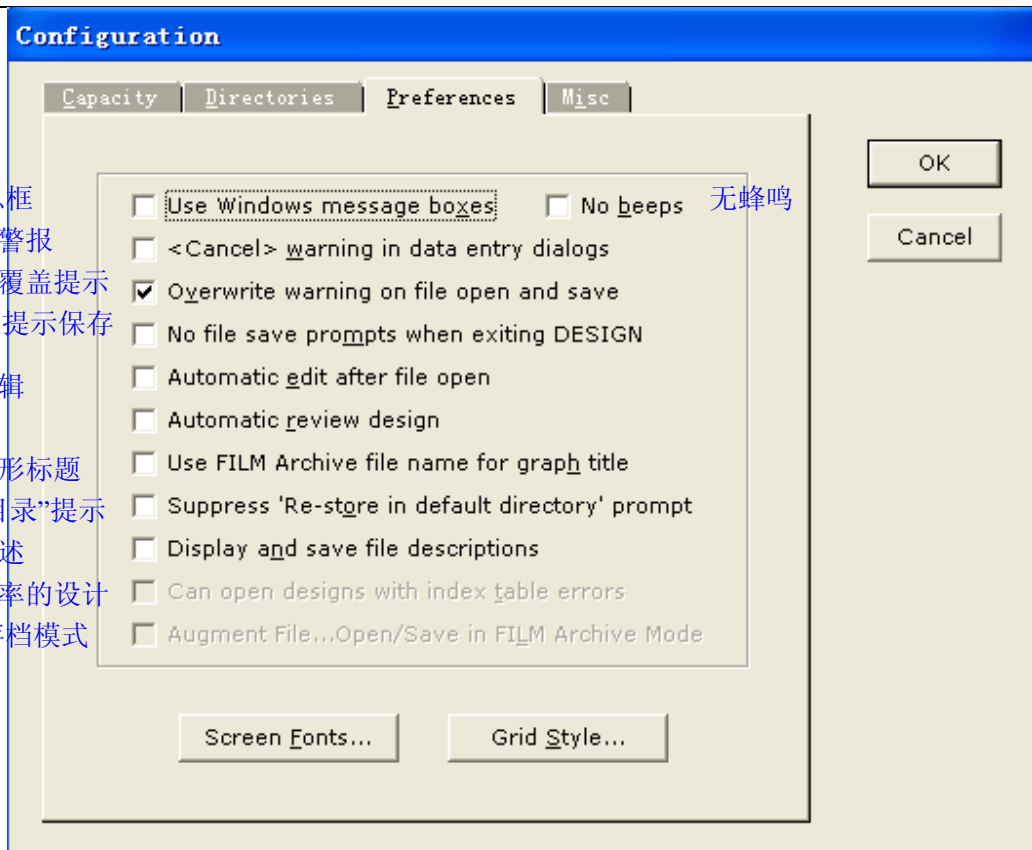 Configuration
Capacity Directories Preferences Misc
OK
框 Use Windows message boxes No beeps 无蜂鸣
警报 <Cancel> warning in data entry dialogs
Cancel
覆盖提示 Overwrite warning on file open and save
提示保存 No file save prompts when exiting DESIGN
辑 Automatic edit after file open
Automatic review design
形标题 Use FILM Archive file name for graph title
目录”提示 Suppress 'Re-store in default directory' prompt
述 Display and save file descriptions
率的设计 Can open designs with index table errors
存档模式 Augment File...Open/Save in FILM Archive Mode
Screen Fonts... Grid Style...